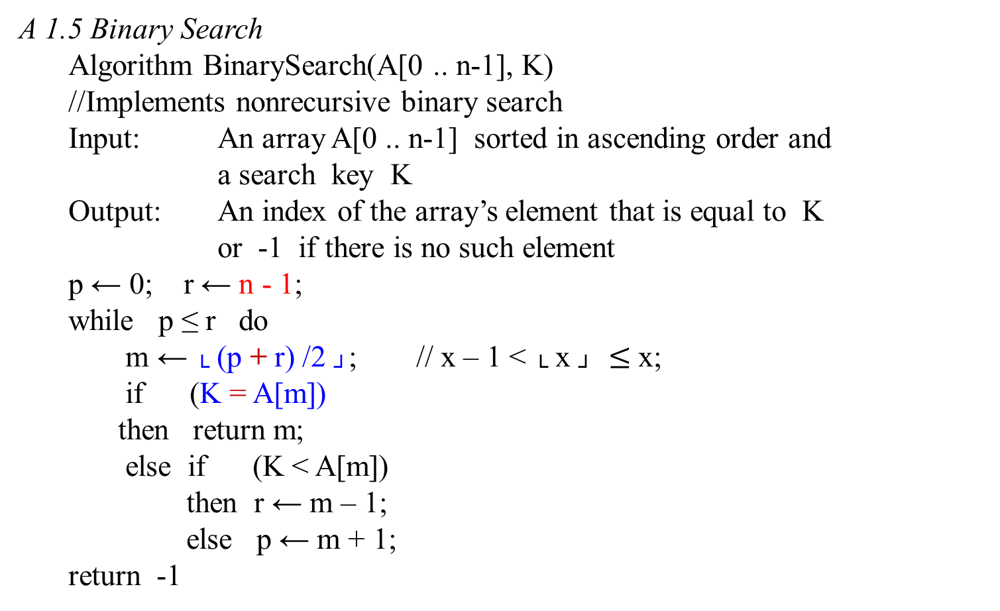 A 1.5 Binary Search
Algorithm BinarySearch(A[0 .. n-1], K)
//Implements nonrecursive binary search
Input: An array A[0 .. n-1] sorted in ascending order and
a search key K
Output: An index of the array’s element that is equal to K
or -1 if there is no such element
p ← 0; r ← n - 1;
while p ≤ r do
m ← ⌞(p + r) /2 ⌟; // x – 1 < ⌞x⌟ ≤ x;
if (K = A[m])
then return m;
else if (K < A[m])
then r ← m – 1;
else p ← m + 1;
return -1